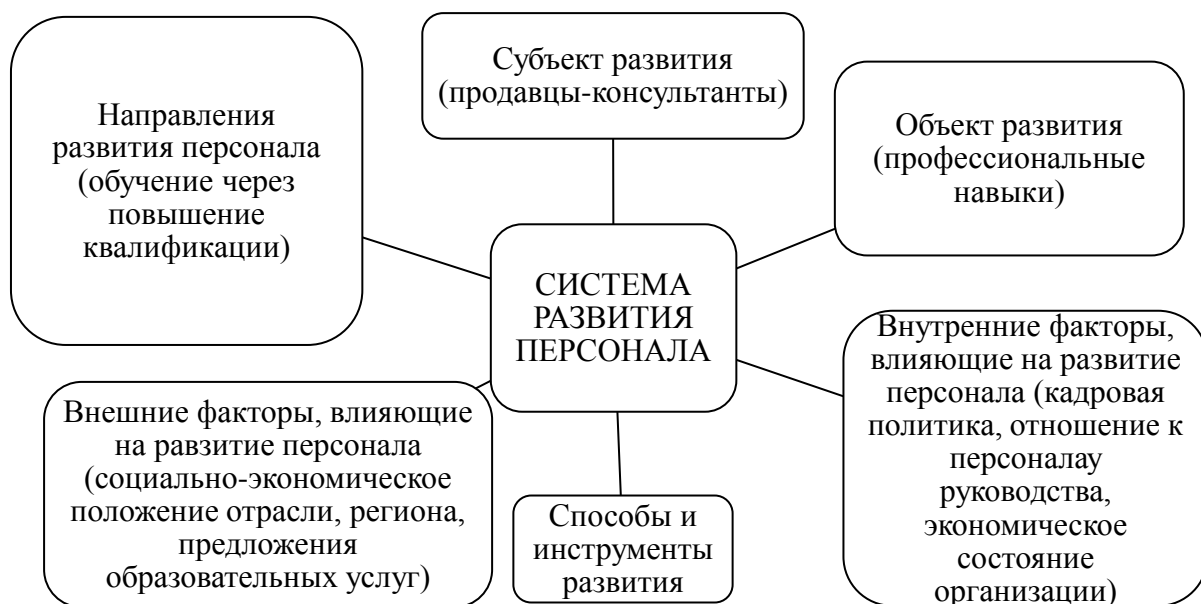 Субъект развития
(продавцы-консультанты)
Направления
развития персонала
(обучение через
повышение
квалификации)
Объект развития
(профессиональные
навыки)
СИСТЕМА
РАЗВИТИЯ
ПЕРСОНАЛА
Внешние факторы, влияющие
на равзитие персонала
(социально-экономическое
положение отрасли, региона,
предложения
образовательных услуг)
Способы и
инструменты
развития
Внутренние факторы,
влияющие на развитие
персонала (кадровая
политика, отношение к
персоналау
руководства,
экономическое
состояние
организации)